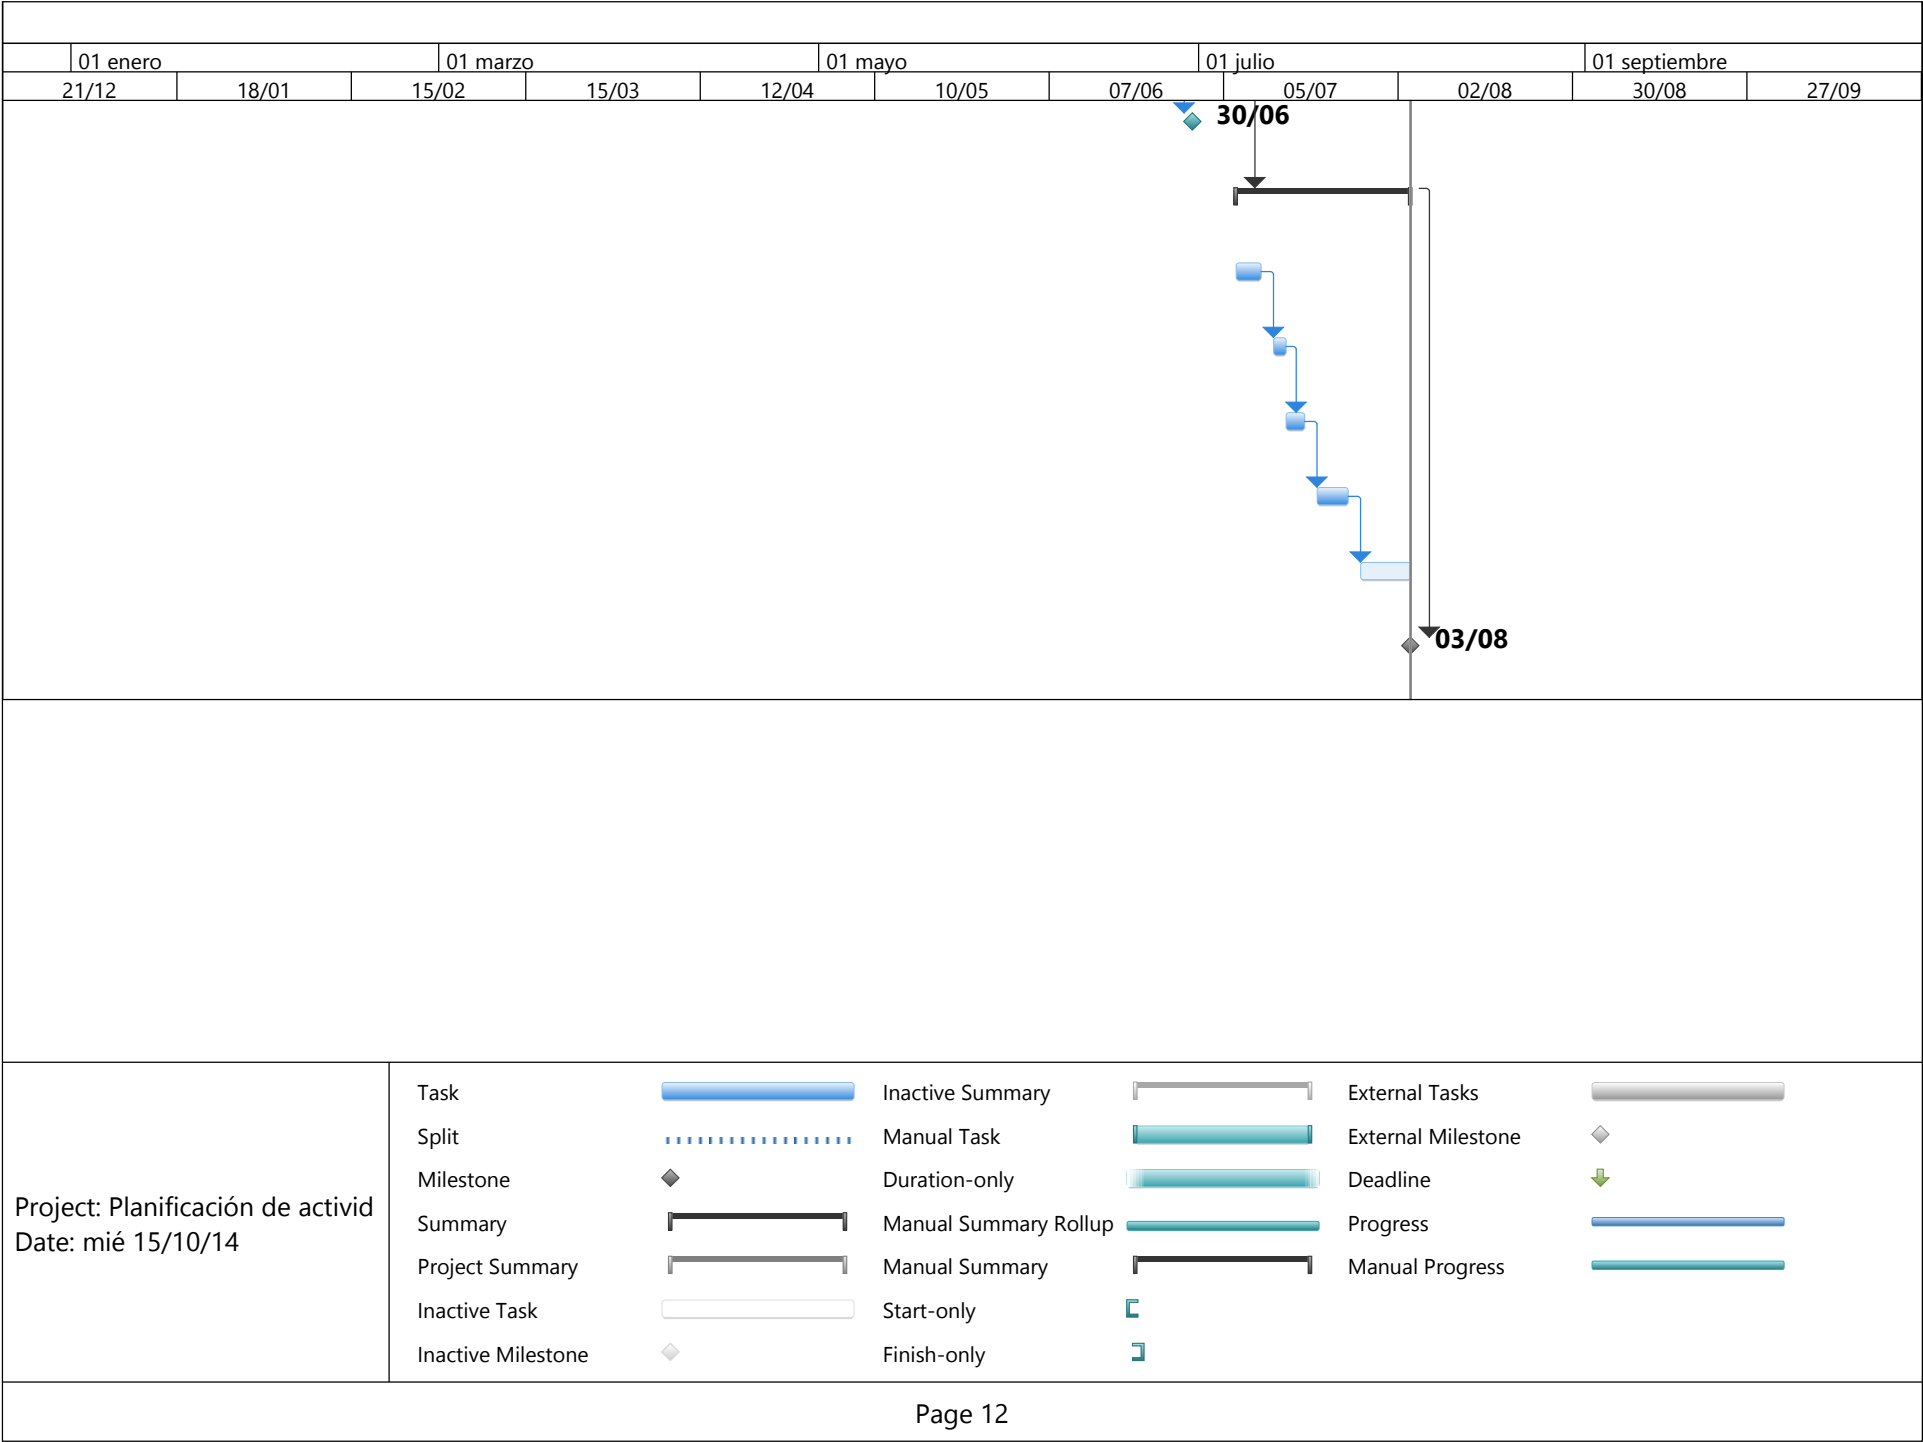 01 enero 01 marzo 01 mayo 01 julio 01 septiembre
21/12 18/01 15/02 15/03 12/04 10/05 07/06 05/07 02/08 30/08 27/09
30/06
03/08
Project: Planificación de activid
Date: mié 15/10/14
Task
Split
Milestone
Summary
Project Summary
Inactive Task
Inactive Milestone
Inactive Summary
Manual Task
Duration-only
Manual Summary Rollup
Manual Summary
Start-only
Finish-only
External Tasks
External Milestone
Deadline
Progress
Manual Progress
Page 12